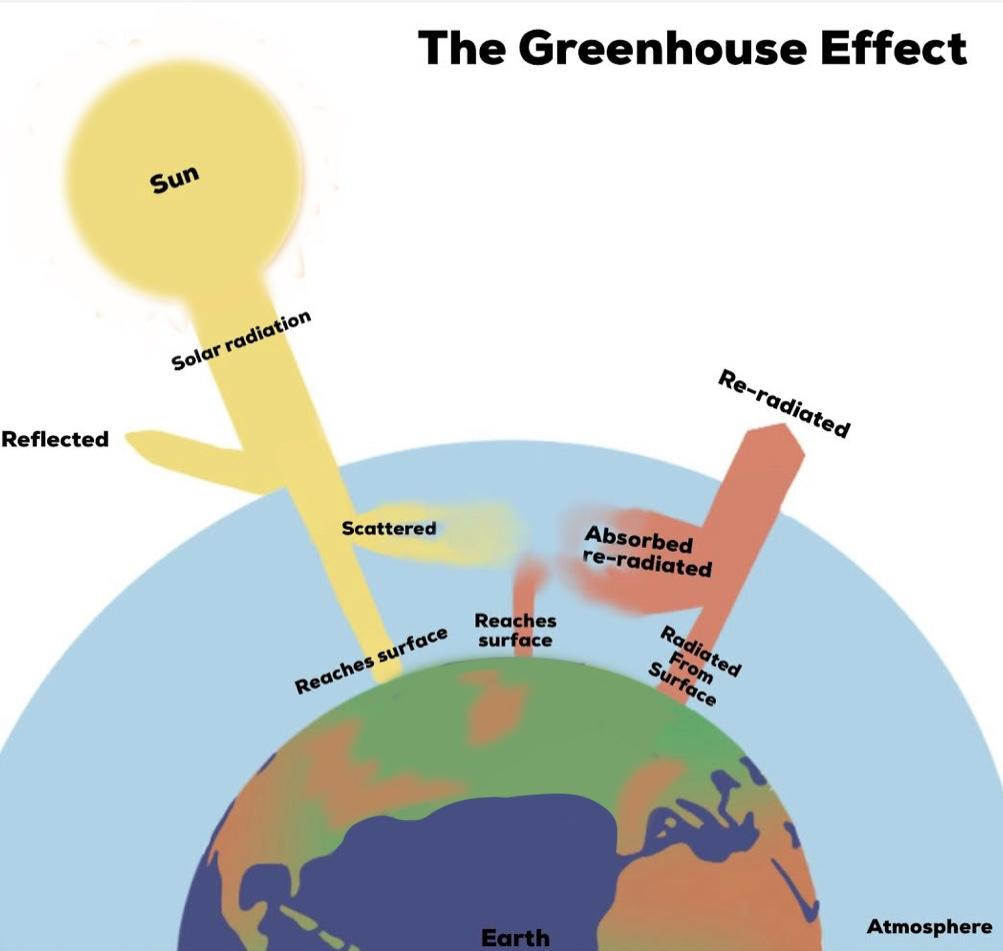 The Greenhouse Effect
Sun
Solar radiation
Re-radiated
Reflected
Scattered
Absorbed
re-radiated
Reaches surface
Reaches
surface
Radiated
From
Surface
Atmosphere
Earth